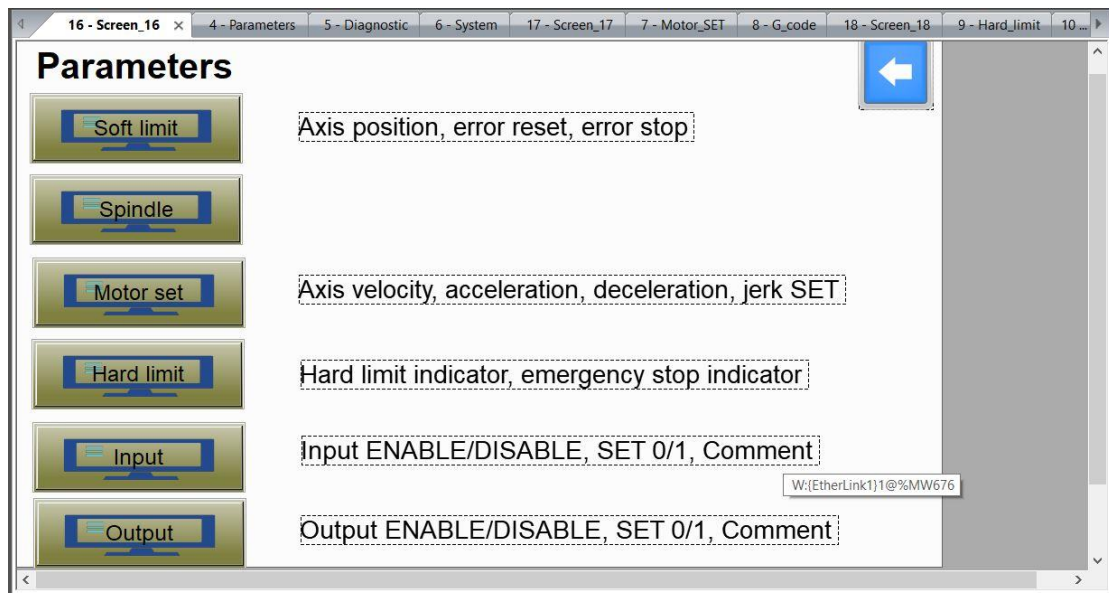 16 - Screen_16 × 4 - Parameters 5 - Diagnostic 6 - System 17 - Screen_17 7 - Motor_SET 8 - G_code 18 - Screen_18 9 - Hard_limit 10 ...
Parameters
Soft limit Axis position, error reset, error stop
Spindle
Motor set Axis velocity, acceleration, deceleration, jerk SET
Hard limit Hard limit indicator, emergency stop indicator
Input Input ENABLE/DISABLE, SET 0/1, Comment
W:{EtherLink1}1@%MW676
Output Output ENABLE/DISABLE, SET 0/1, Comment